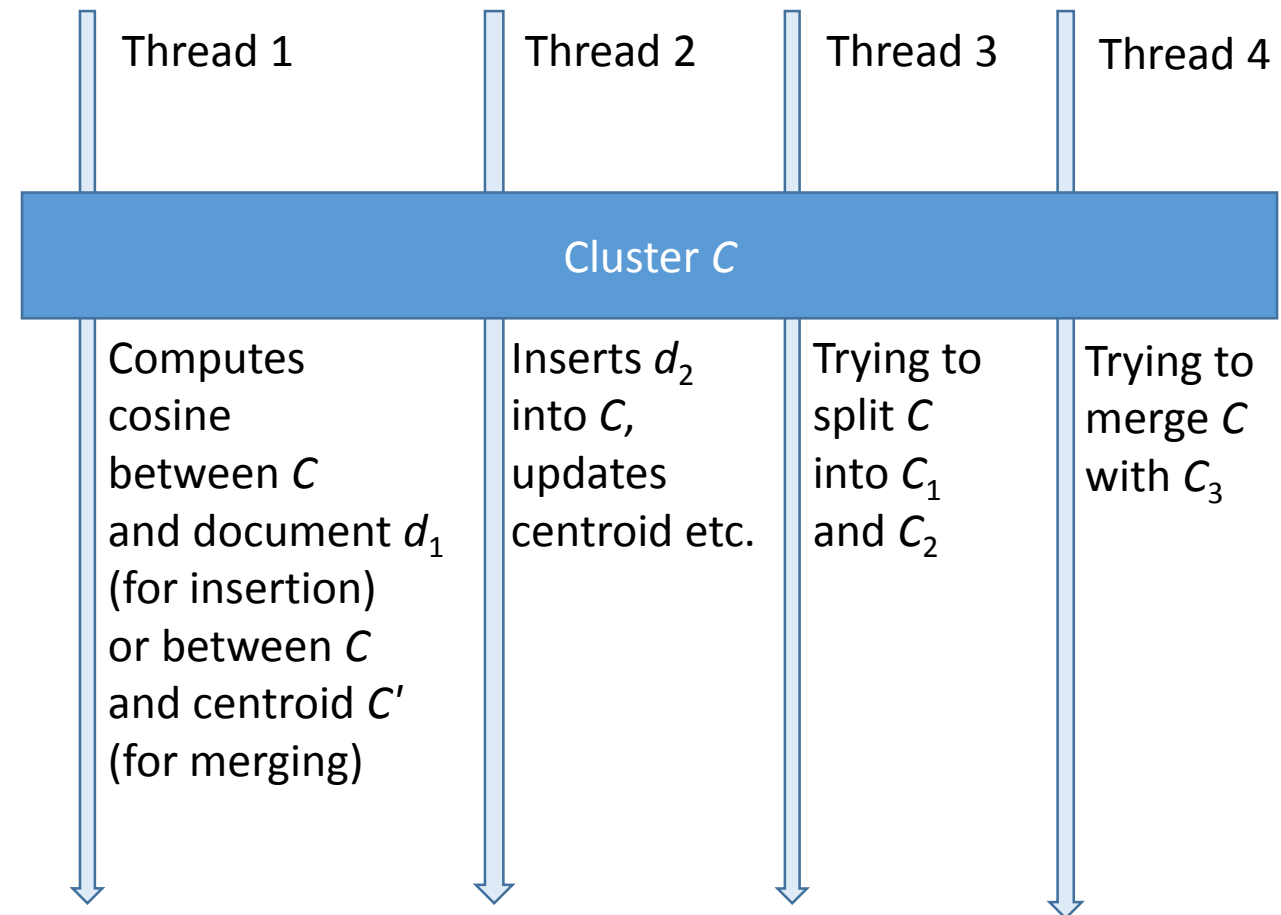 Thread 1
Thread 2
Thread 3
Thread 4
Cluster C
Computes
cosine
between C
and document d₁
(for insertion)
or between C
and centroid C'
(for merging)
Inserts d₂
into C,
updates
centroid etc.
Trying to
split C
into C₁
and C₂
Trying to
merge C
with C₃